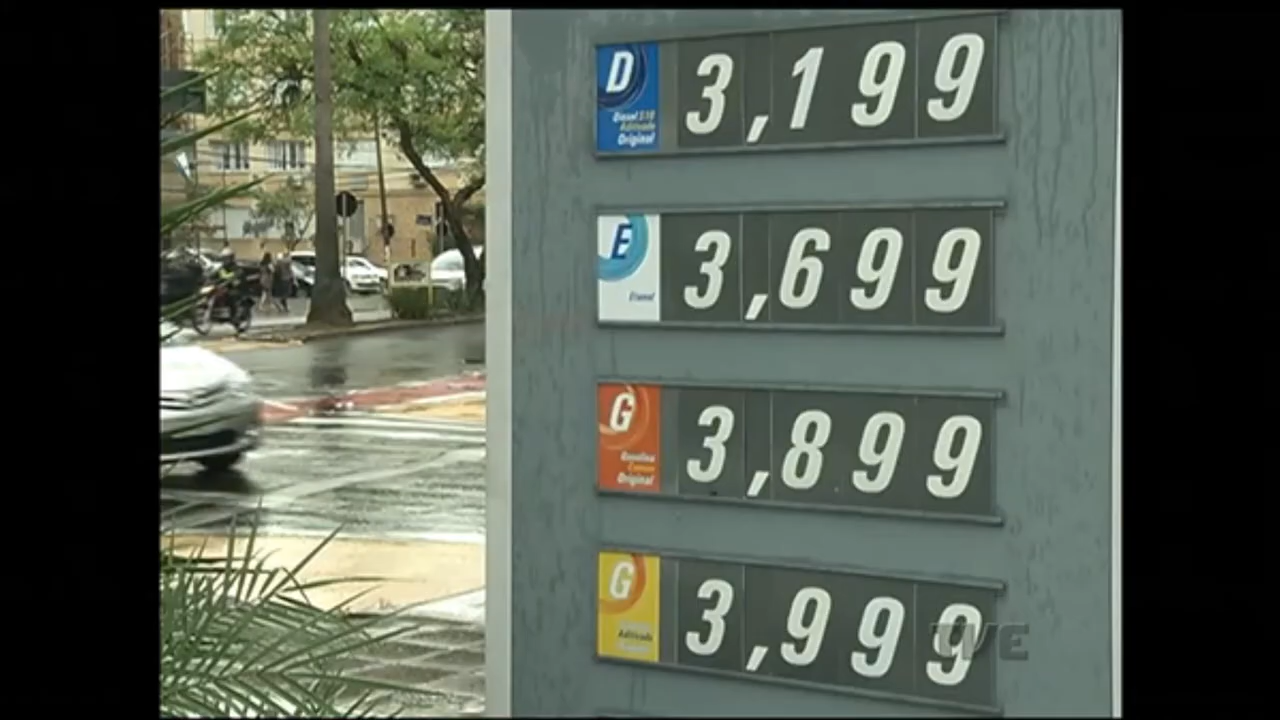 D
Diesel S10
Aditivado
Original
3,199
E
Etanol
3,699
G
Gasolina
Comum
Original
3,899
G
Aditivada
3,999
TVE